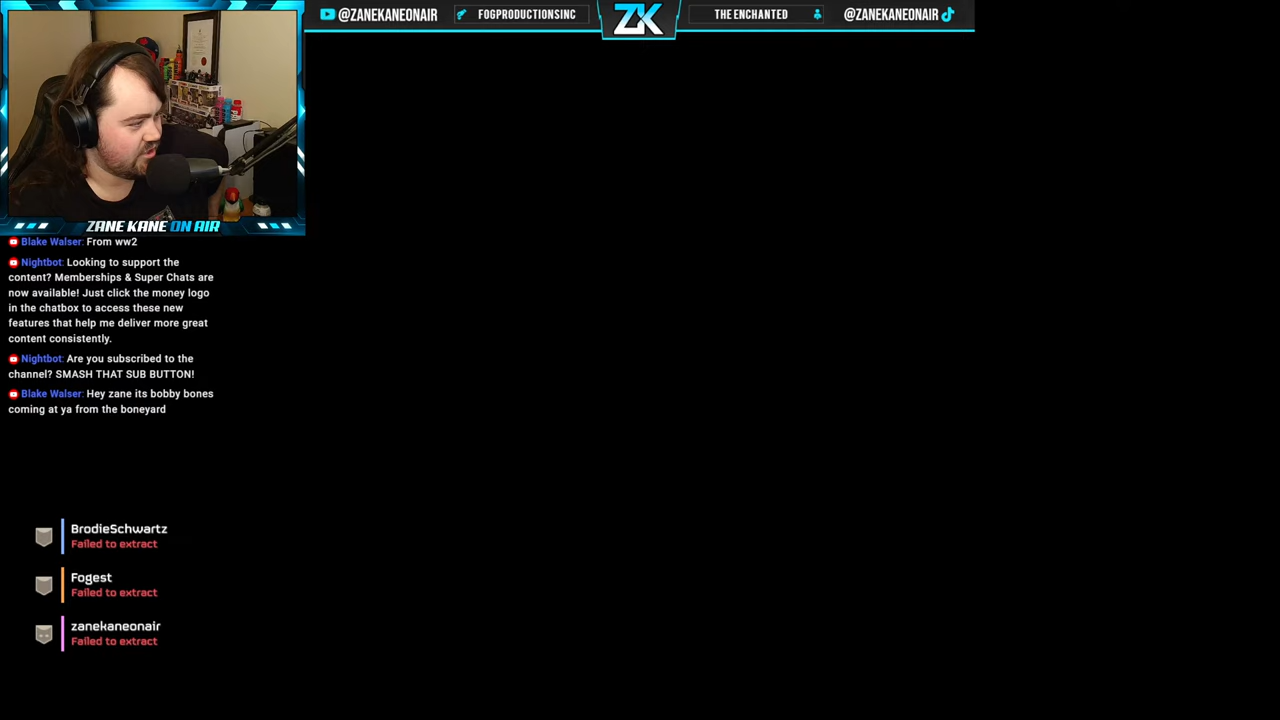 @ZANEKANEONAIR
FOGPRODUCTIONSINC
ZK
THE ENCHANTED
@ZANEKANEONAIR
ZANE KANE ON AIR
Blake Walser: From ww2
Nightbot: Looking to support the
content? Memberships & Super Chats are
now available! Just click the money logo
in the chatbox to access these new
features that help me deliver more great
content consistently.
Nightbot: Are you subscribed to the
channel? SMASH THAT SUB BUTTON!
Blake Walser: Hey zane its bobby bones
coming at ya from the boneyard
BrodieSchwartz
Failed to extract
Fogest
Failed to extract
zanekaneonair
Failed to extract